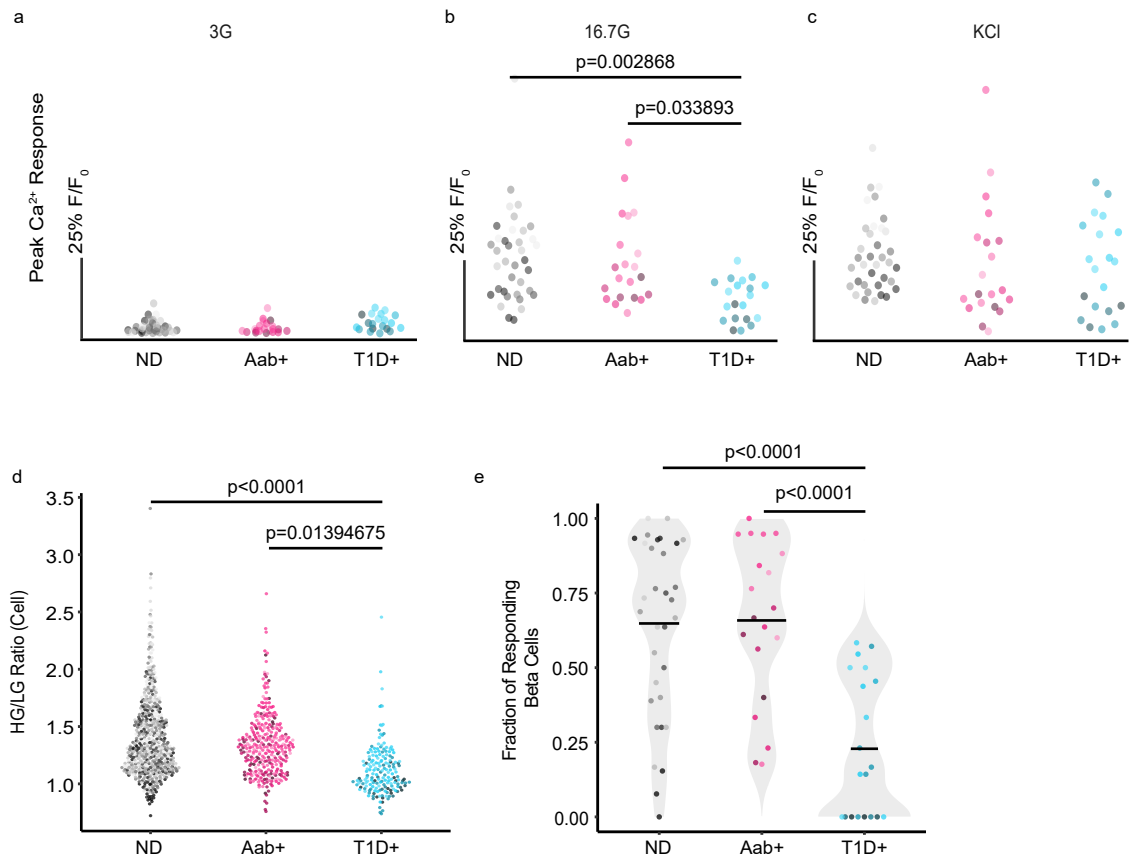 a
3G
b
16.7G
c
KCl
Peak Ca²⁺ Response
25% F/F₀
ND
Aab+
T1D+
p=0.002868
p=0.033893
25% F/F₀
ND
Aab+
T1D+
25% F/F₀
ND
Aab+
T1D+
d
HG/LG Ratio (Cell)
3.5
3.0
2.5
2.0
1.5
1.0
p<0.0001
p=0.01394675
ND
Aab+
T1D+
e
Fraction of Responding
Beta Cells
1.00
0.75
0.50
0.25
0.00
p<0.0001
p<0.0001
ND
Aab+
T1D+